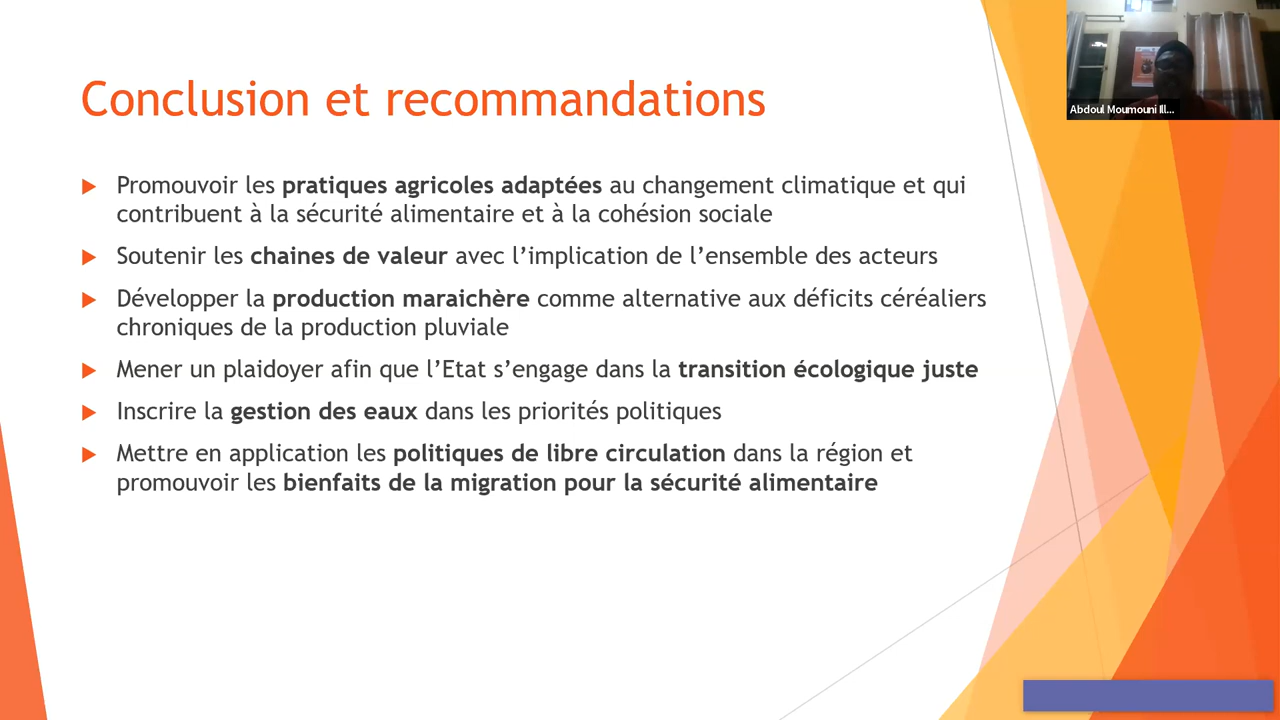 Conclusion et recommandations
Promouvoir les pratiques agricoles adaptées au changement climatique et qui
contribuent à la sécurité alimentaire et à la cohésion sociale
Soutenir les chaines de valeur avec l’implication de l’ensemble des acteurs
Développer la production maraichère comme alternative aux déficits céréaliers
chroniques de la production pluviale
Mener un plaidoyer afin que l’Etat s’engage dans la transition écologique juste
Inscrire la gestion des eaux dans les priorités politiques
Mettre en application les politiques de libre circulation dans la région et
promouvoir les bienfaits de la migration pour la sécurité alimentaire
Abdoul Moumouni Ill...